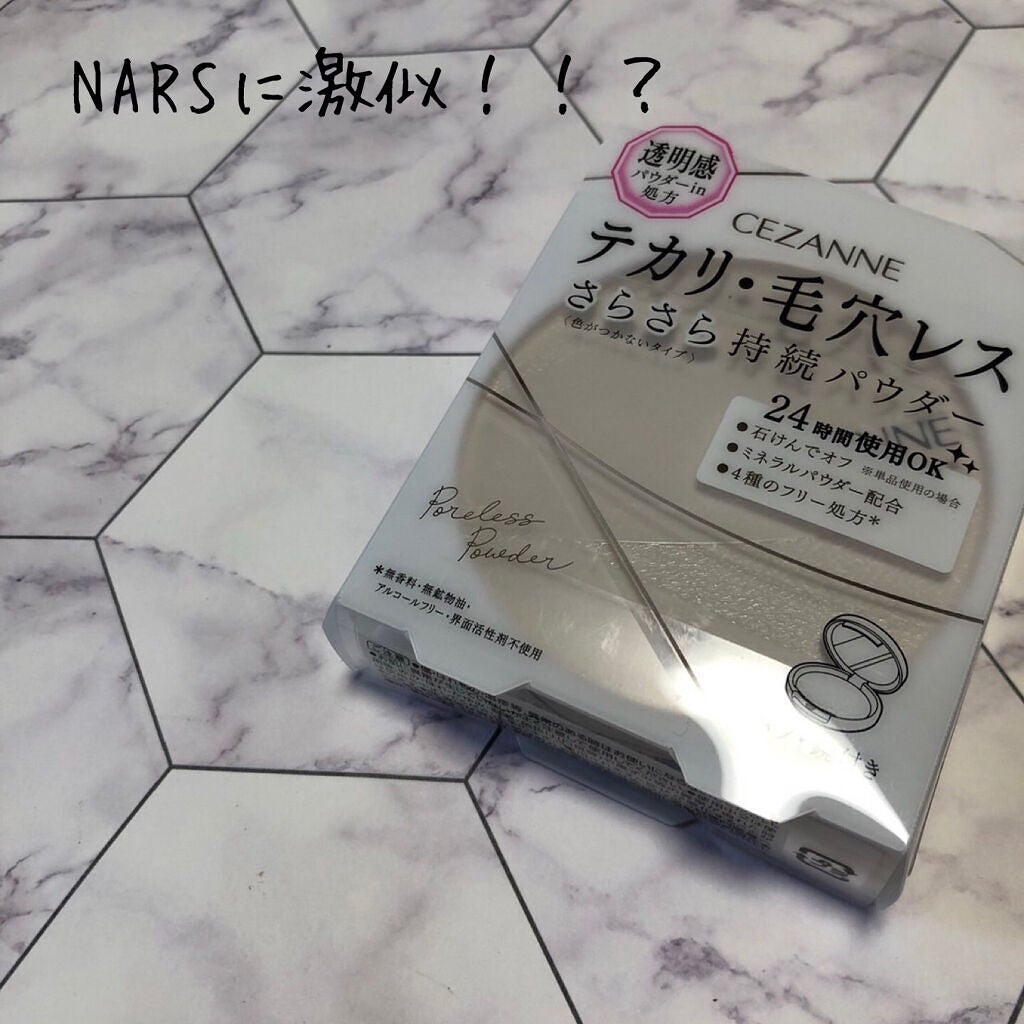 NARSに激似！！？
透明感
パウダーin
処方
CEZANNE
テカリ・毛穴レス
さらさら持続パウダー
〈色がつかないタイプ〉
24時間使用OK
●石けんでオフ ※単品使用の場合
●ミネラルパウダー配合
●4種のフリー処方*
Poreless
Powder
*無香料・無鉱物油・
アルコールフリー・界面活性剤不使用
付き